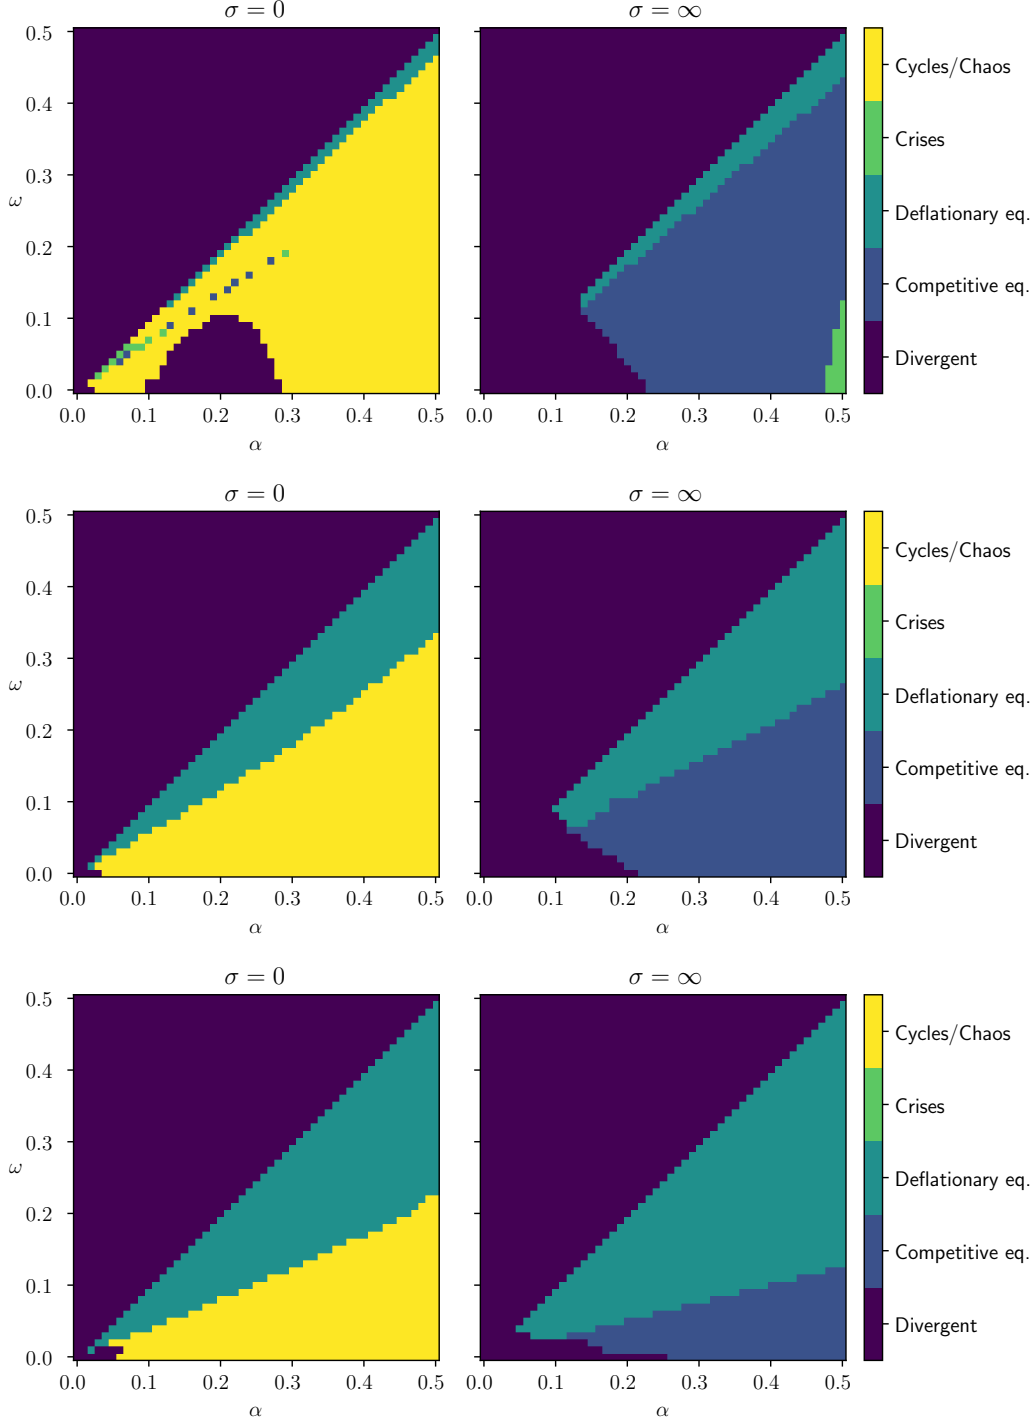 σ = 0
σ = ∞
0.5
0.4
0.3
0.2
0.1
0.0
ω
0.0 0.1 0.2 0.3 0.4 0.5
α
0.0 0.1 0.2 0.3 0.4 0.5
α
Cycles/Chaos
Crises
Deflationary eq.
Competitive eq.
Divergent
σ = 0
σ = ∞
0.5
0.4
0.3
0.2
0.1
0.0
ω
0.0 0.1 0.2 0.3 0.4 0.5
α
0.0 0.1 0.2 0.3 0.4 0.5
α
Cycles/Chaos
Crises
Deflationary eq.
Competitive eq.
Divergent
σ = 0
σ = ∞
0.5
0.4
0.3
0.2
0.1
0.0
ω
0.0 0.1 0.2 0.3 0.4 0.5
α
0.0 0.1 0.2 0.3 0.4 0.5
α
Cycles/Chaos
Crises
Deflationary eq.
Competitive eq.
Divergent